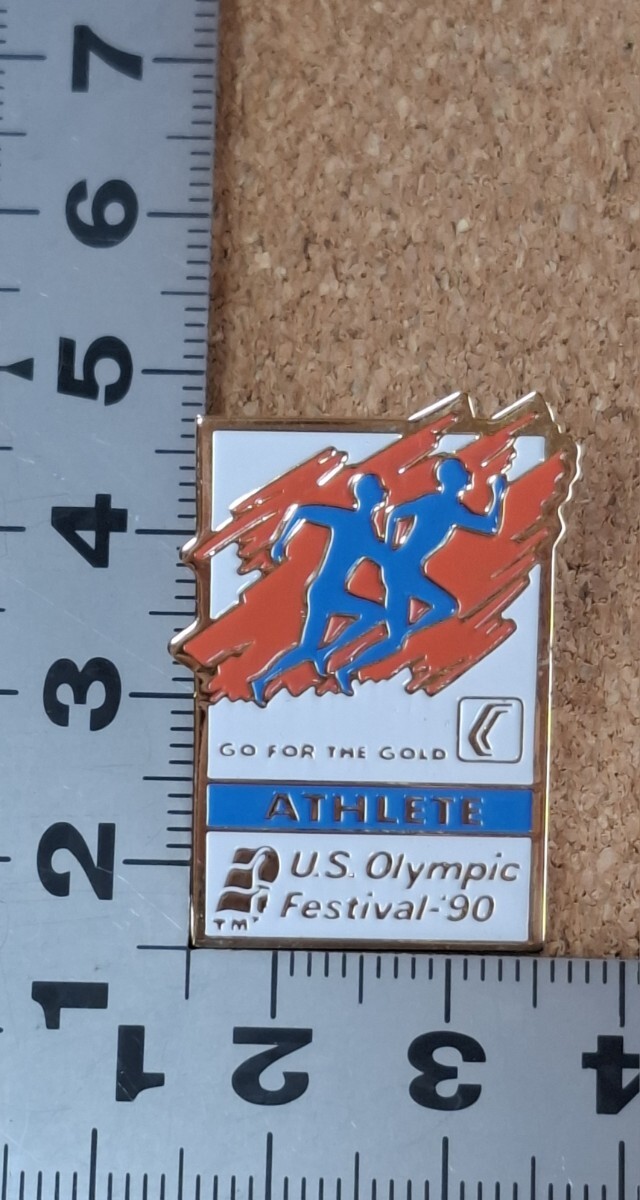 7
6
5
4
3
2
1
GO FOR THE GOLD
ATHLETE
U.S. Olympic
Festival-'90
TM
1 2 3 4